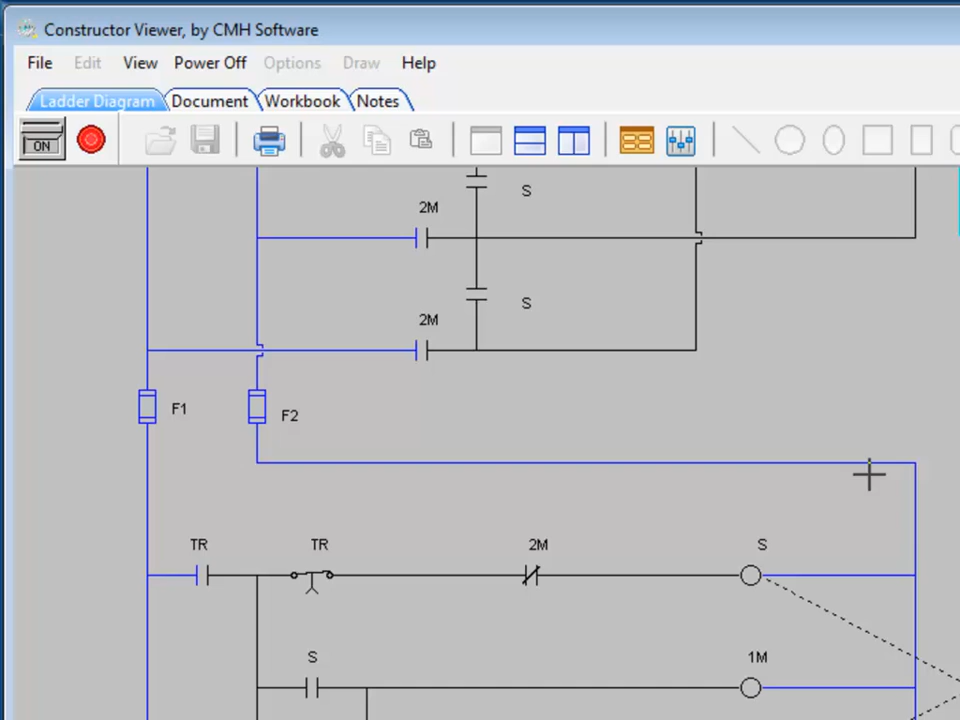 Constructor Viewer, by CMH Software
File Edit View Power Off Options Draw Help
Ladder Diagram Document Workbook Notes
ON
S
2M
S
2M
F1
F2
TR TR 2M S
S 1M